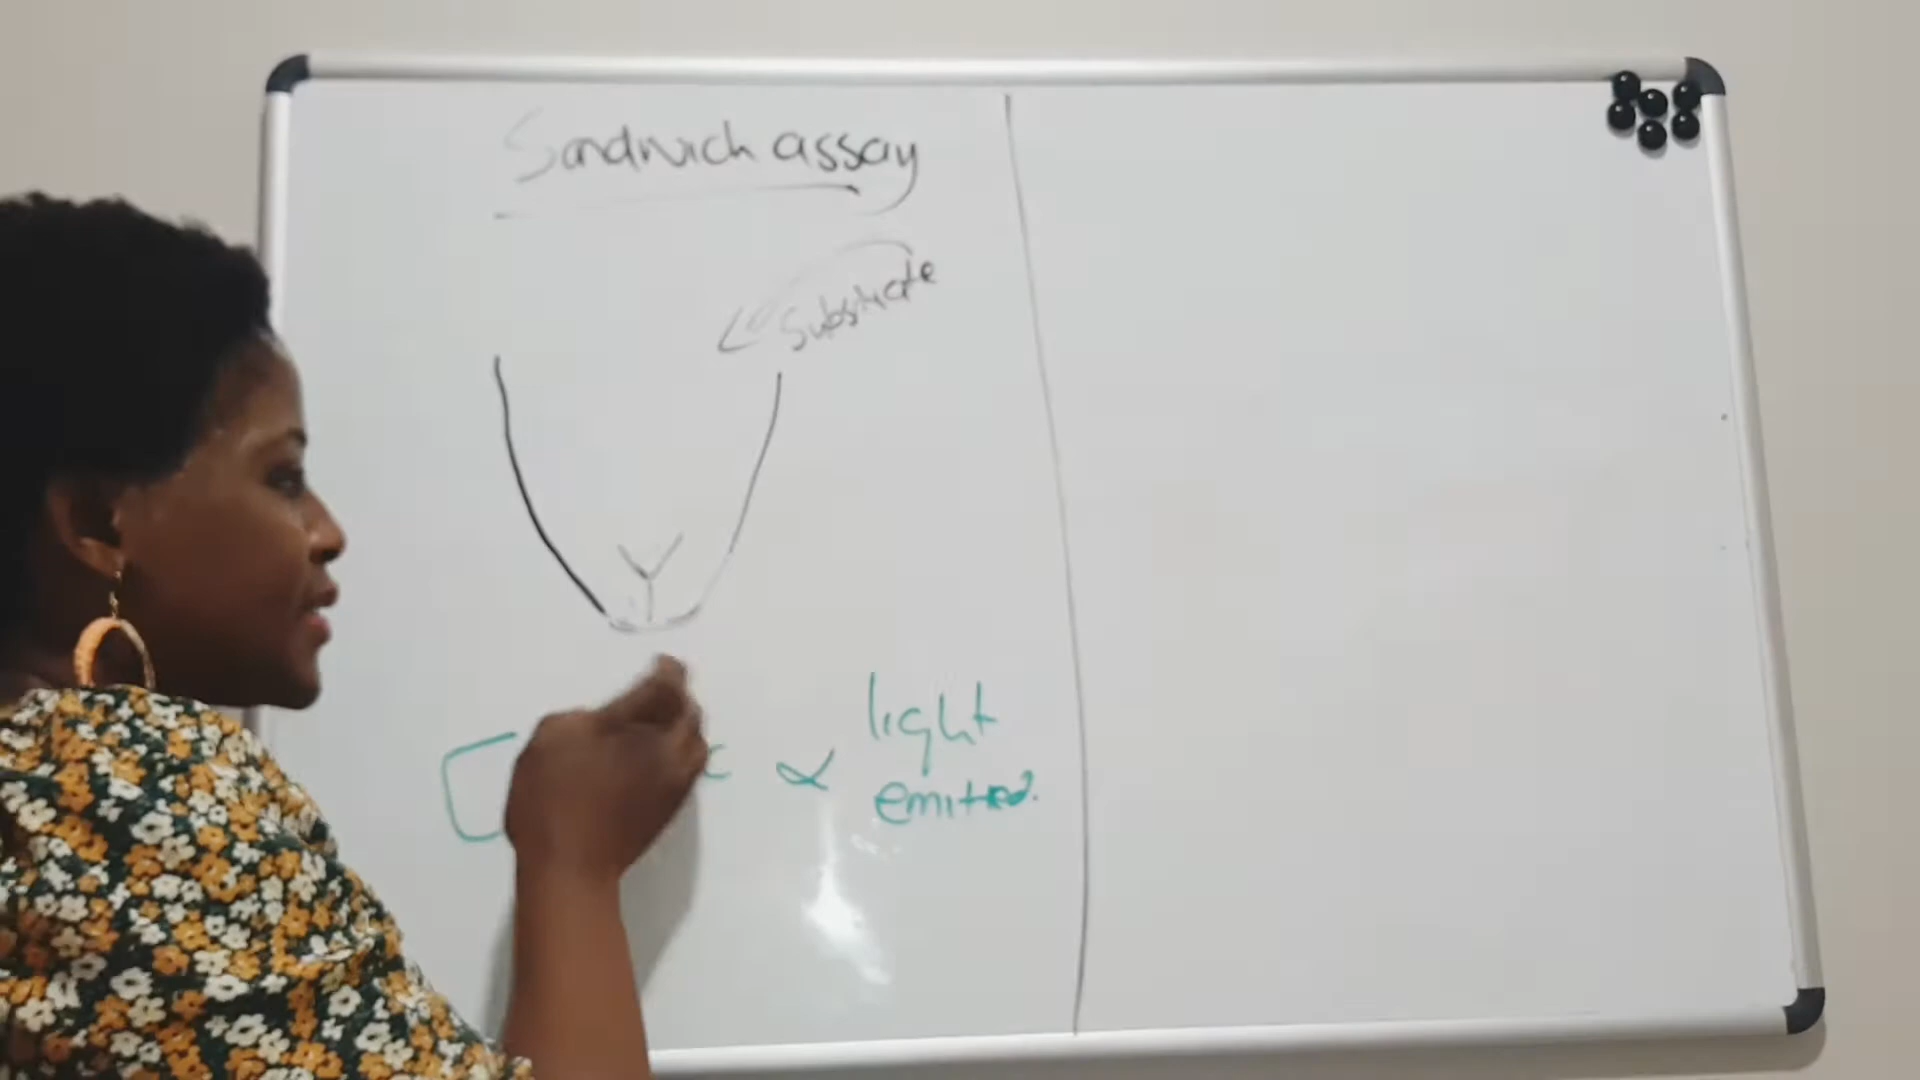 Sandwich assay
Substrate
∝ light
emitted.